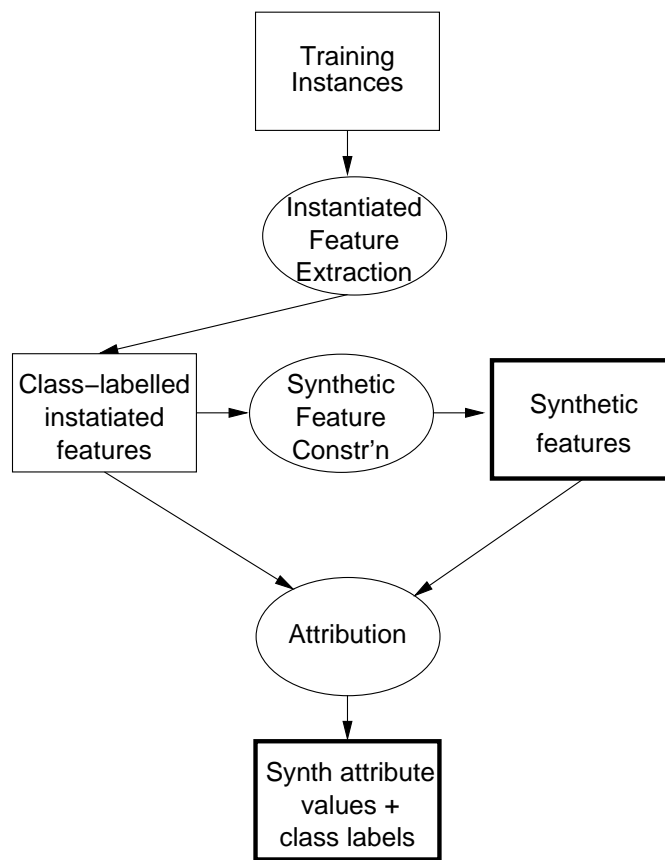 Training
Instances
Instantiated
Feature
Extraction
Class−labelled
instatiated
features
Synthetic
Feature
Constr'n
Synthetic
features
Attribution
Synth attribute
values +
class labels